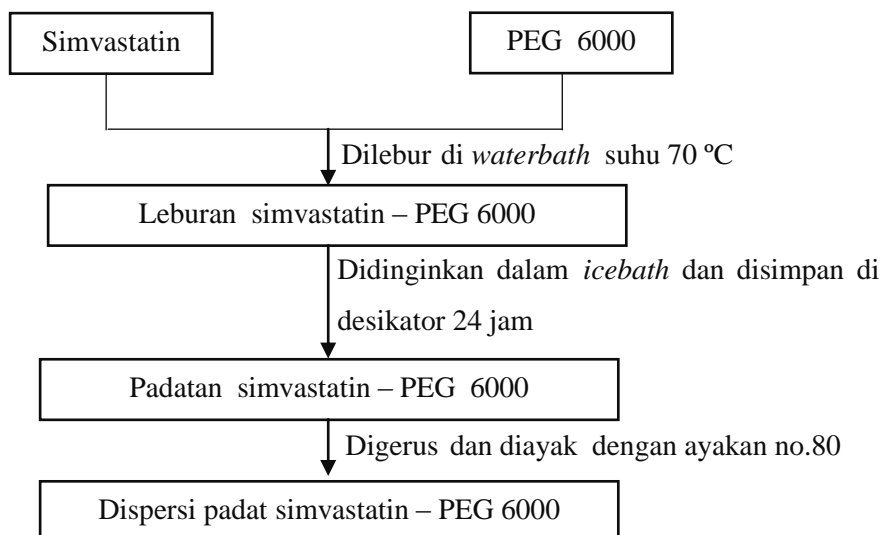 Simvastatin
PEG 6000
Dilebur di waterbath suhu 70 ºC
Leburan simvastatin – PEG 6000
Didinginkan dalam icebath dan disimpan di
desikator 24 jam
Padatan simvastatin – PEG 6000
Digerus dan diayak dengan ayakan no.80
Dispersi padat simvastatin – PEG 6000